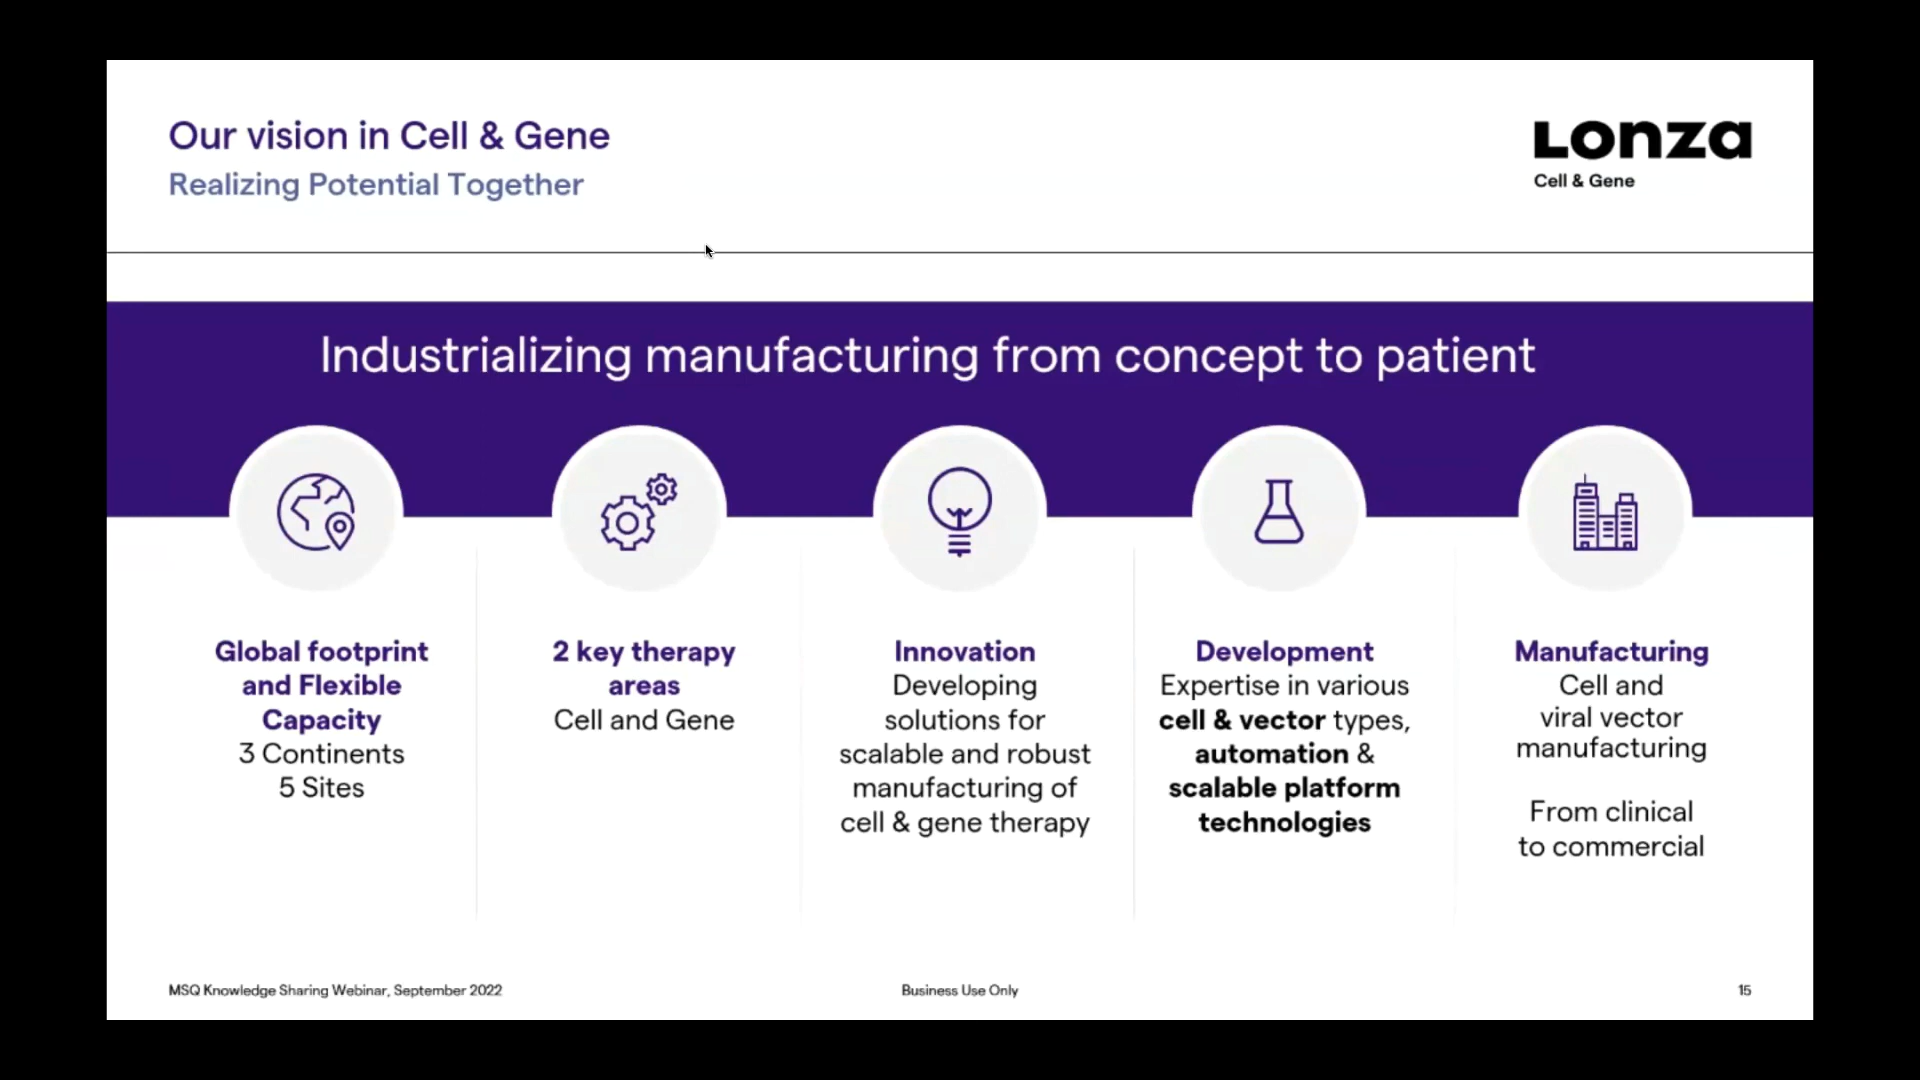 Our vision in Cell & Gene
Realizing Potential Together
Lonza
Cell & Gene
Industrializing manufacturing from concept to patient
Global footprint
and Flexible
Capacity
3 Continents
5 Sites
2 key therapy
areas
Cell and Gene
Innovation
Developing
solutions for
scalable and robust
manufacturing of
cell & gene therapy
Development
Expertise in various
cell & vector types,
automation &
scalable platform
technologies
Manufacturing
Cell and
viral vector
manufacturing
From clinical
to commercial
MSQ Knowledge Sharing Webinar, September 2022
Business Use Only
15